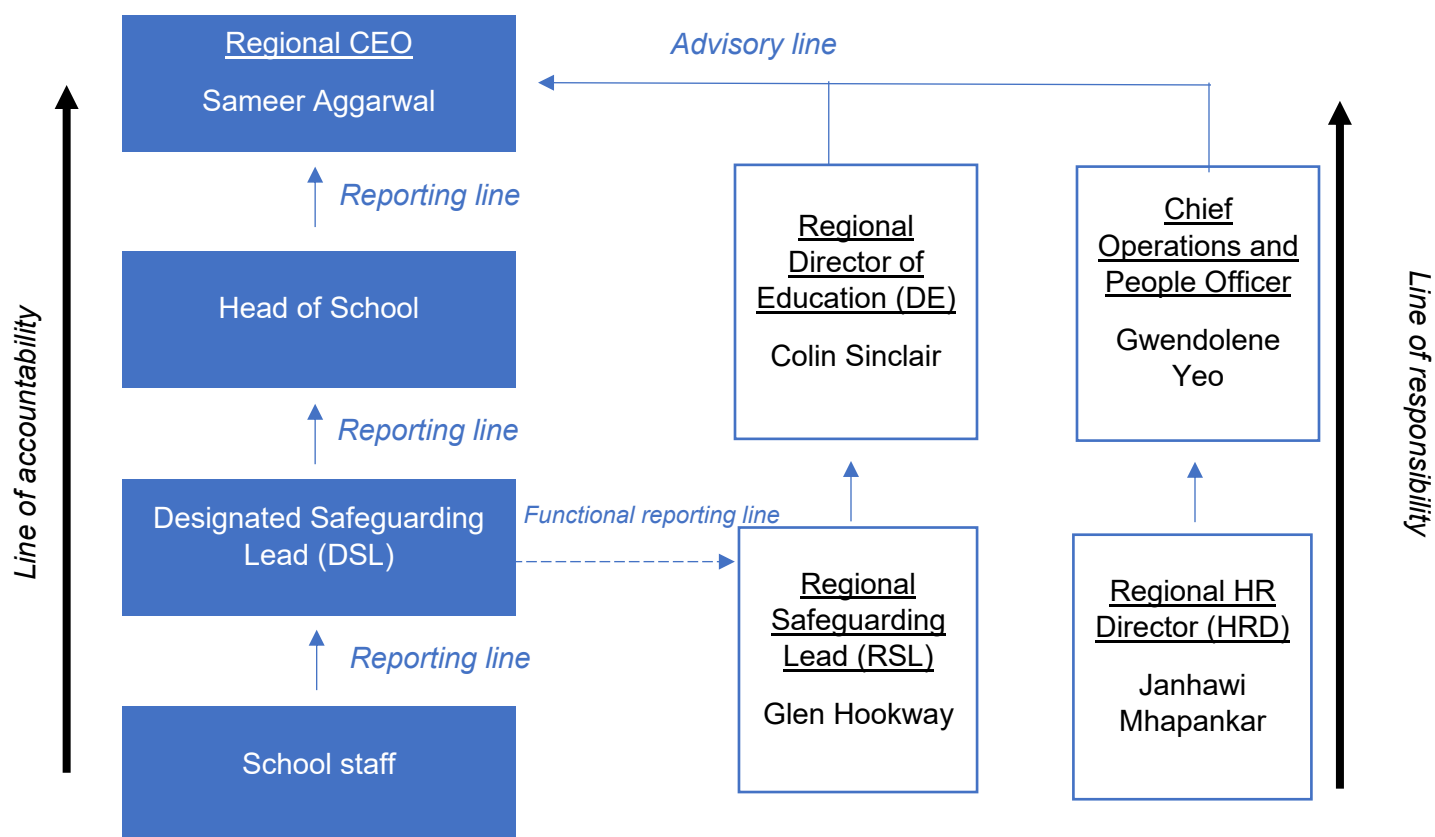 Regional CEO
Sameer Aggarwal
Advisory line
Reporting line
Head of School
Reporting line
Designated Safeguarding
Lead (DSL)
Functional reporting line
Reporting line
School staff
Regional
Director of
Education (DE)
Colin Sinclair
Chief
Operations and
People Officer
Gwendolene
Yeo
Regional
Safeguarding
Lead (RSL)
Glen Hookway
Regional HR
Director (HRD)
Janhawi
Mhapankar
Line of accountability
Line of responsibility